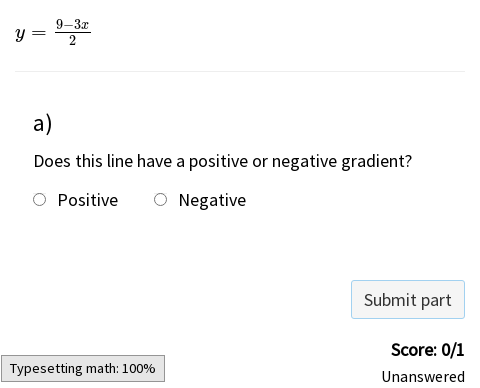 y = \frac{9-3x}{2}
a)
Does this line have a positive or negative gradient?
Positive Negative
Submit part
Score: 0/1
Typesetting math: 100%
Unanswered